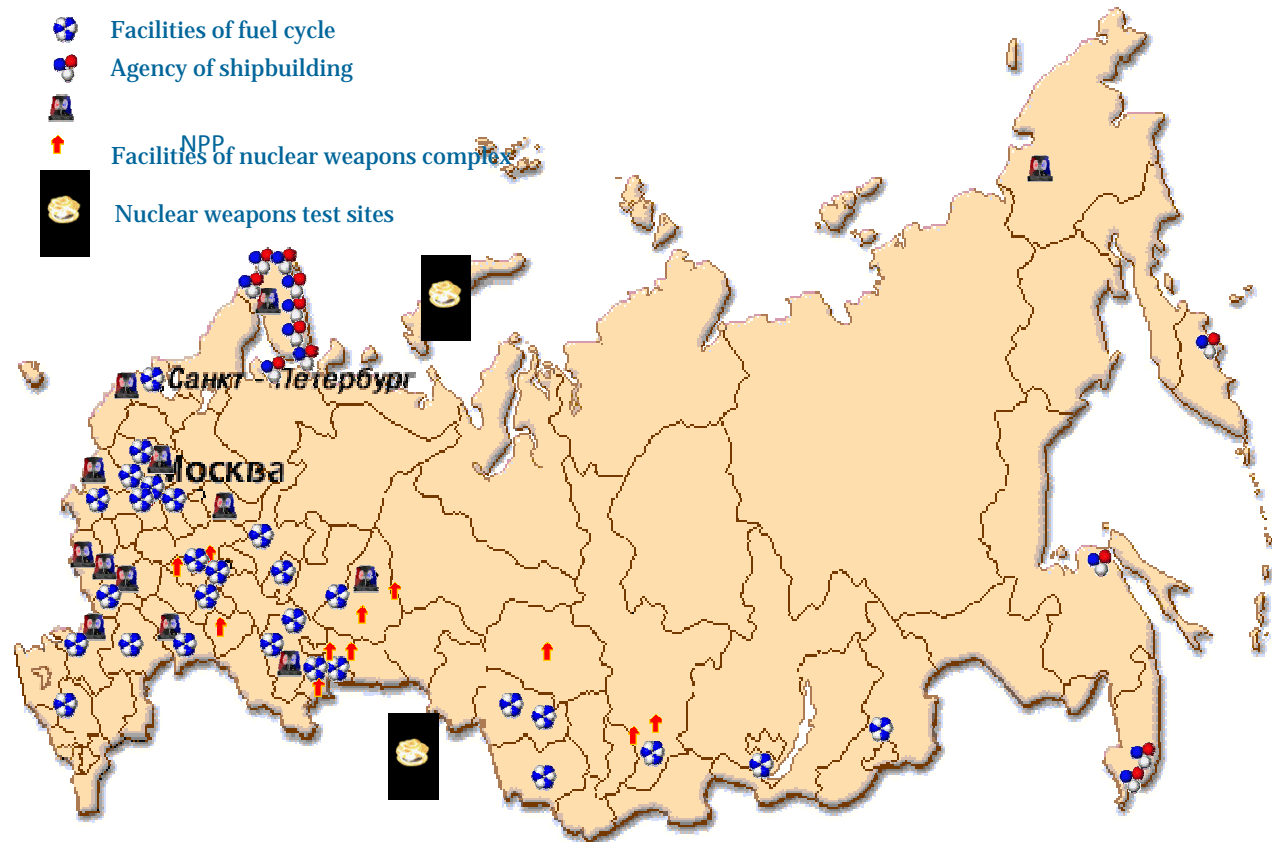 Facilities of fuel cycle
Agency of shipbuilding
NPP
Facilities of nuclear weapons complex
Nuclear weapons test sites
Санкт - Петербург
Москва